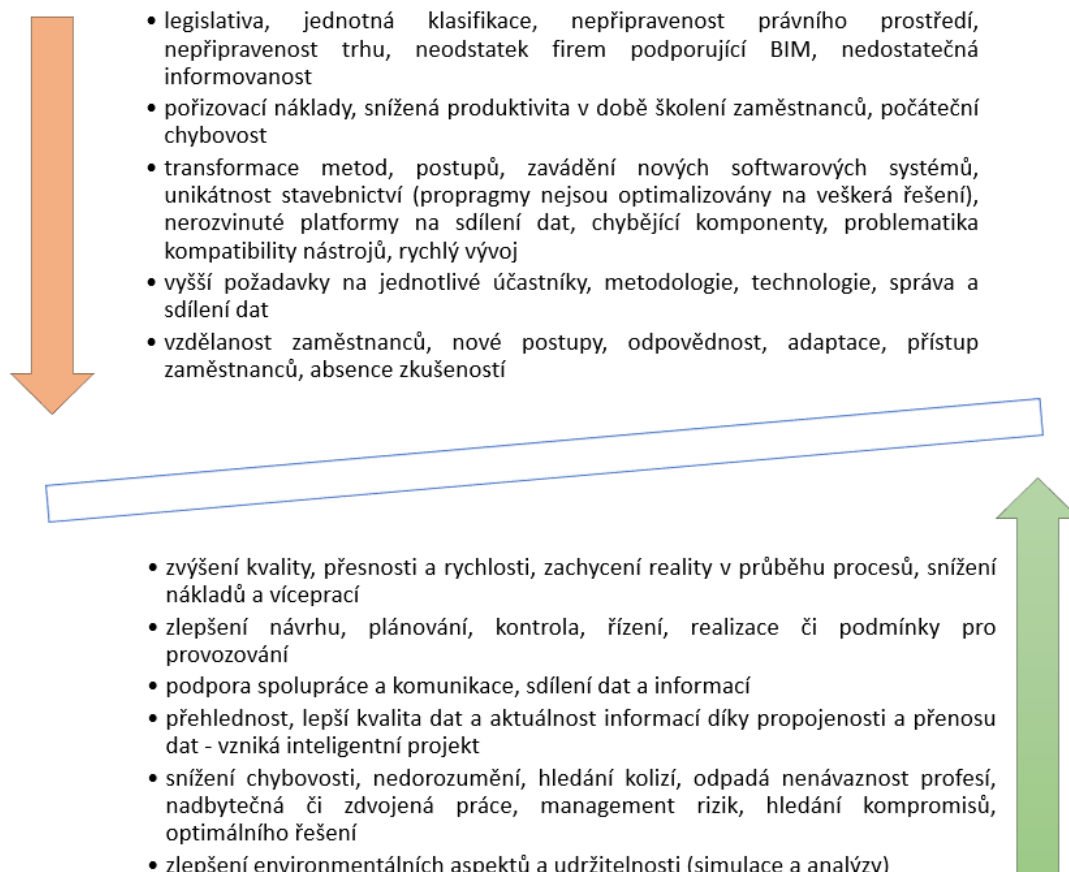 • legislativa, jednotná klasifikace, nepřipravenost právního prostředí,
nepřipravenost trhu, neodstatek firem podporující BIM, nedostatečná
informovanost
• pořizovací náklady, snížená produktivita v době školení zaměstnanců, počáteční
chybovost
• transformace metod, postupů, zavádění nových softwarových systémů,
unikátnost stavebnictví (propragmy nejsou optimalizovány na veškerá řešení),
nerozvinuté platformy na sdílení dat, chybějící komponenty, problematika
kompatibility nástrojů, rychlý vývoj
• vyšší požadavky na jednotlivé účastníky, metodologie, technologie, správa a
sdílení dat
• vzdělanost zaměstnanců, nové postupy, odpovědnost, adaptace, přístup
zaměstnanců, absence zkušeností
• zvýšení kvality, přesnosti a rychlosti, zachycení reality v průběhu procesů, snížení
nákladů a víceprací
• zlepšení návrhu, plánování, kontrola, řízení, realizace či podmínky pro
provozování
• podpora spolupráce a komunikace, sdílení dat a informací
• přehlednost, lepší kvalita dat a aktuálnost informací díky propojenosti a přenosu
dat - vzniká inteligentní projekt
• snížení chybovosti, nedorozumění, hledání kolizí, odpadá nenávaznost profesí,
nadbytečná či zdvojená práce, management rizik, hledání kompromisů,
optimálního řešení
• zlepšení environmentálních aspektů a udržitelnosti (simulace a analýzy)